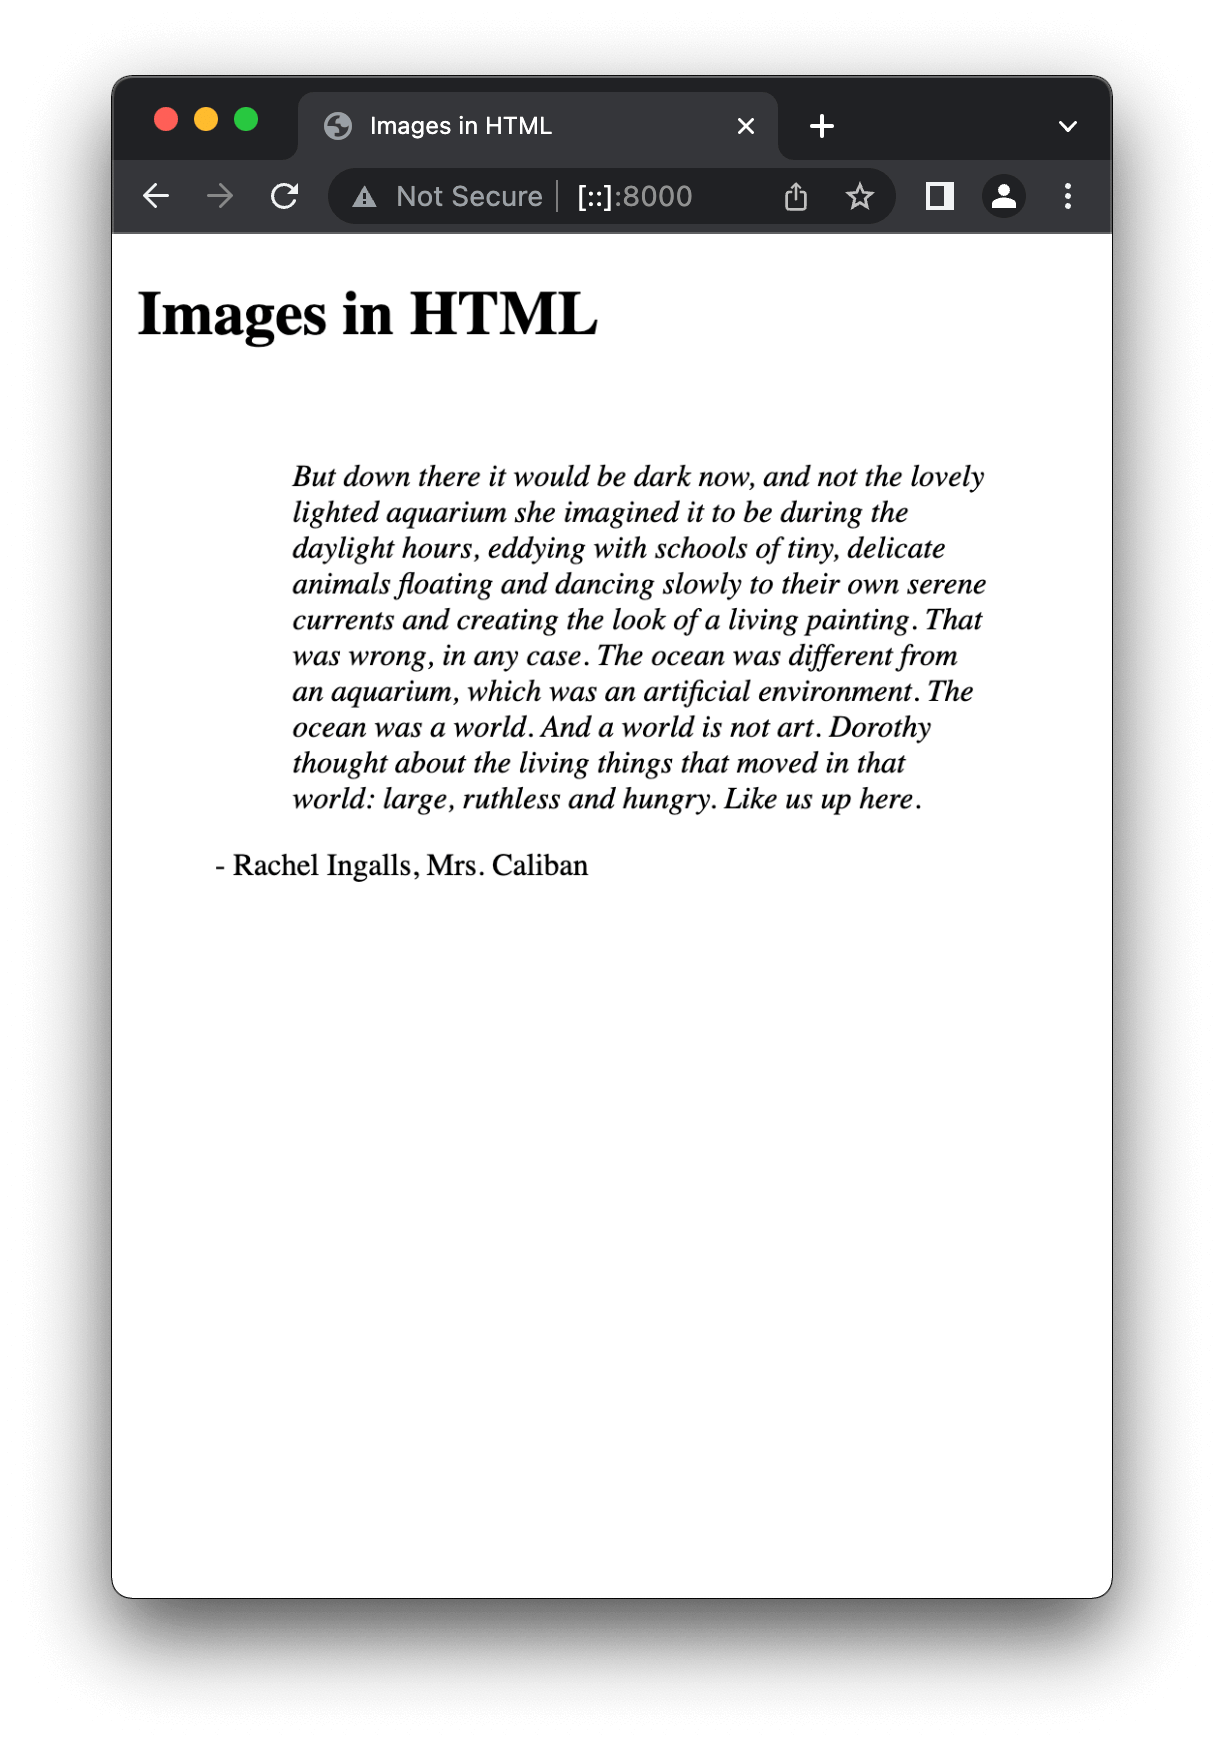 Images in HTML
Not Secure | [::]:8000
Images in HTML
But down there it would be dark now, and not the lovely
lighted aquarium she imagined it to be during the
daylight hours, eddying with schools of tiny, delicate
animals floating and dancing slowly to their own serene
currents and creating the look of a living painting. That
was wrong, in any case. The ocean was different from
an aquarium, which was an artificial environment. The
ocean was a world. And a world is not art. Dorothy
thought about the living things that moved in that
world: large, ruthless and hungry. Like us up here.
- Rachel Ingalls, Mrs. Caliban